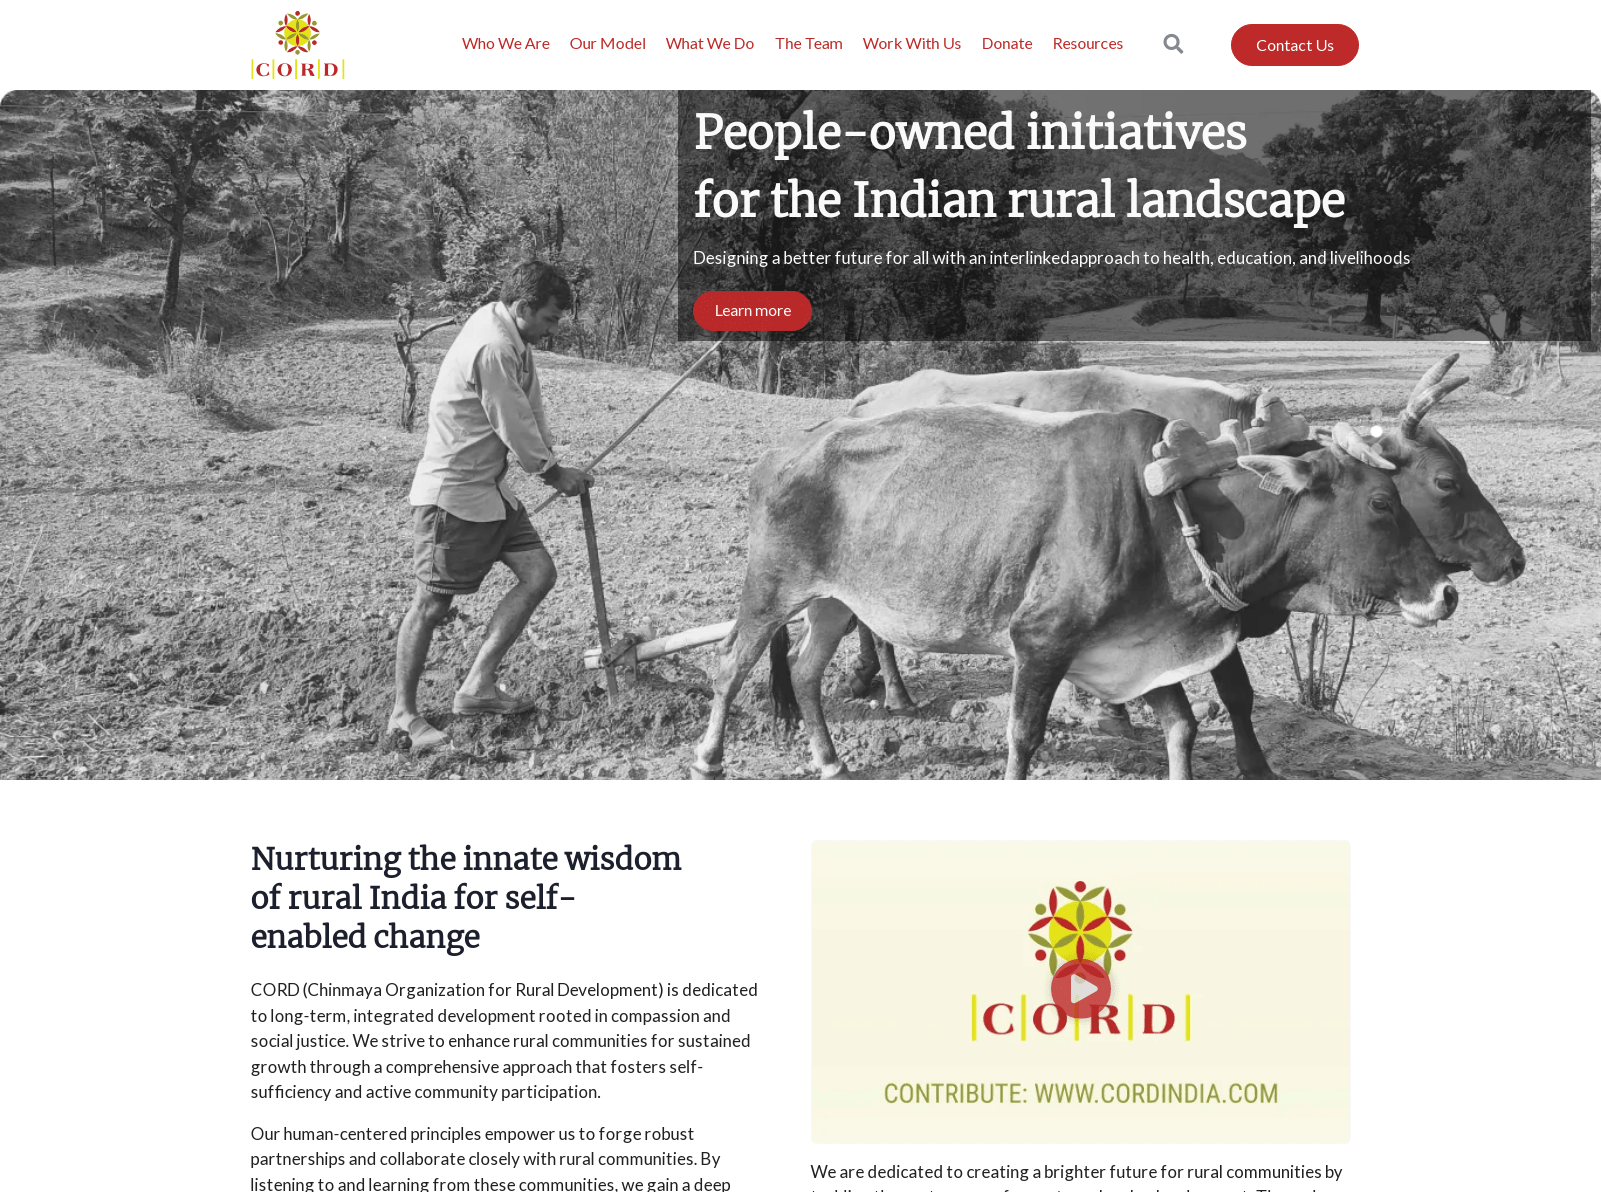 CORD
Who We Are Our Model What We Do The Team Work With Us Donate Resources Contact Us
People-owned initiatives
for the Indian rural landscape
Designing a better future for all with an interlinkedapproach to health, education, and livelihoods
Learn more
Nurturing the innate wisdom
of rural India for self-
enabled change
CORD (Chinmaya Organization for Rural Development) is dedicated
to long-term, integrated development rooted in compassion and
social justice. We strive to enhance rural communities for sustained
growth through a comprehensive approach that fosters self-
sufficiency and active community participation.
Our human-centered principles empower us to forge robust
partnerships and collaborate closely with rural communities. By
listening to and learning from these communities, we gain a deep
CORD
CONTRIBUTE: WWW.CORDINDIA.COM
We are dedicated to creating a brighter future for rural communities by